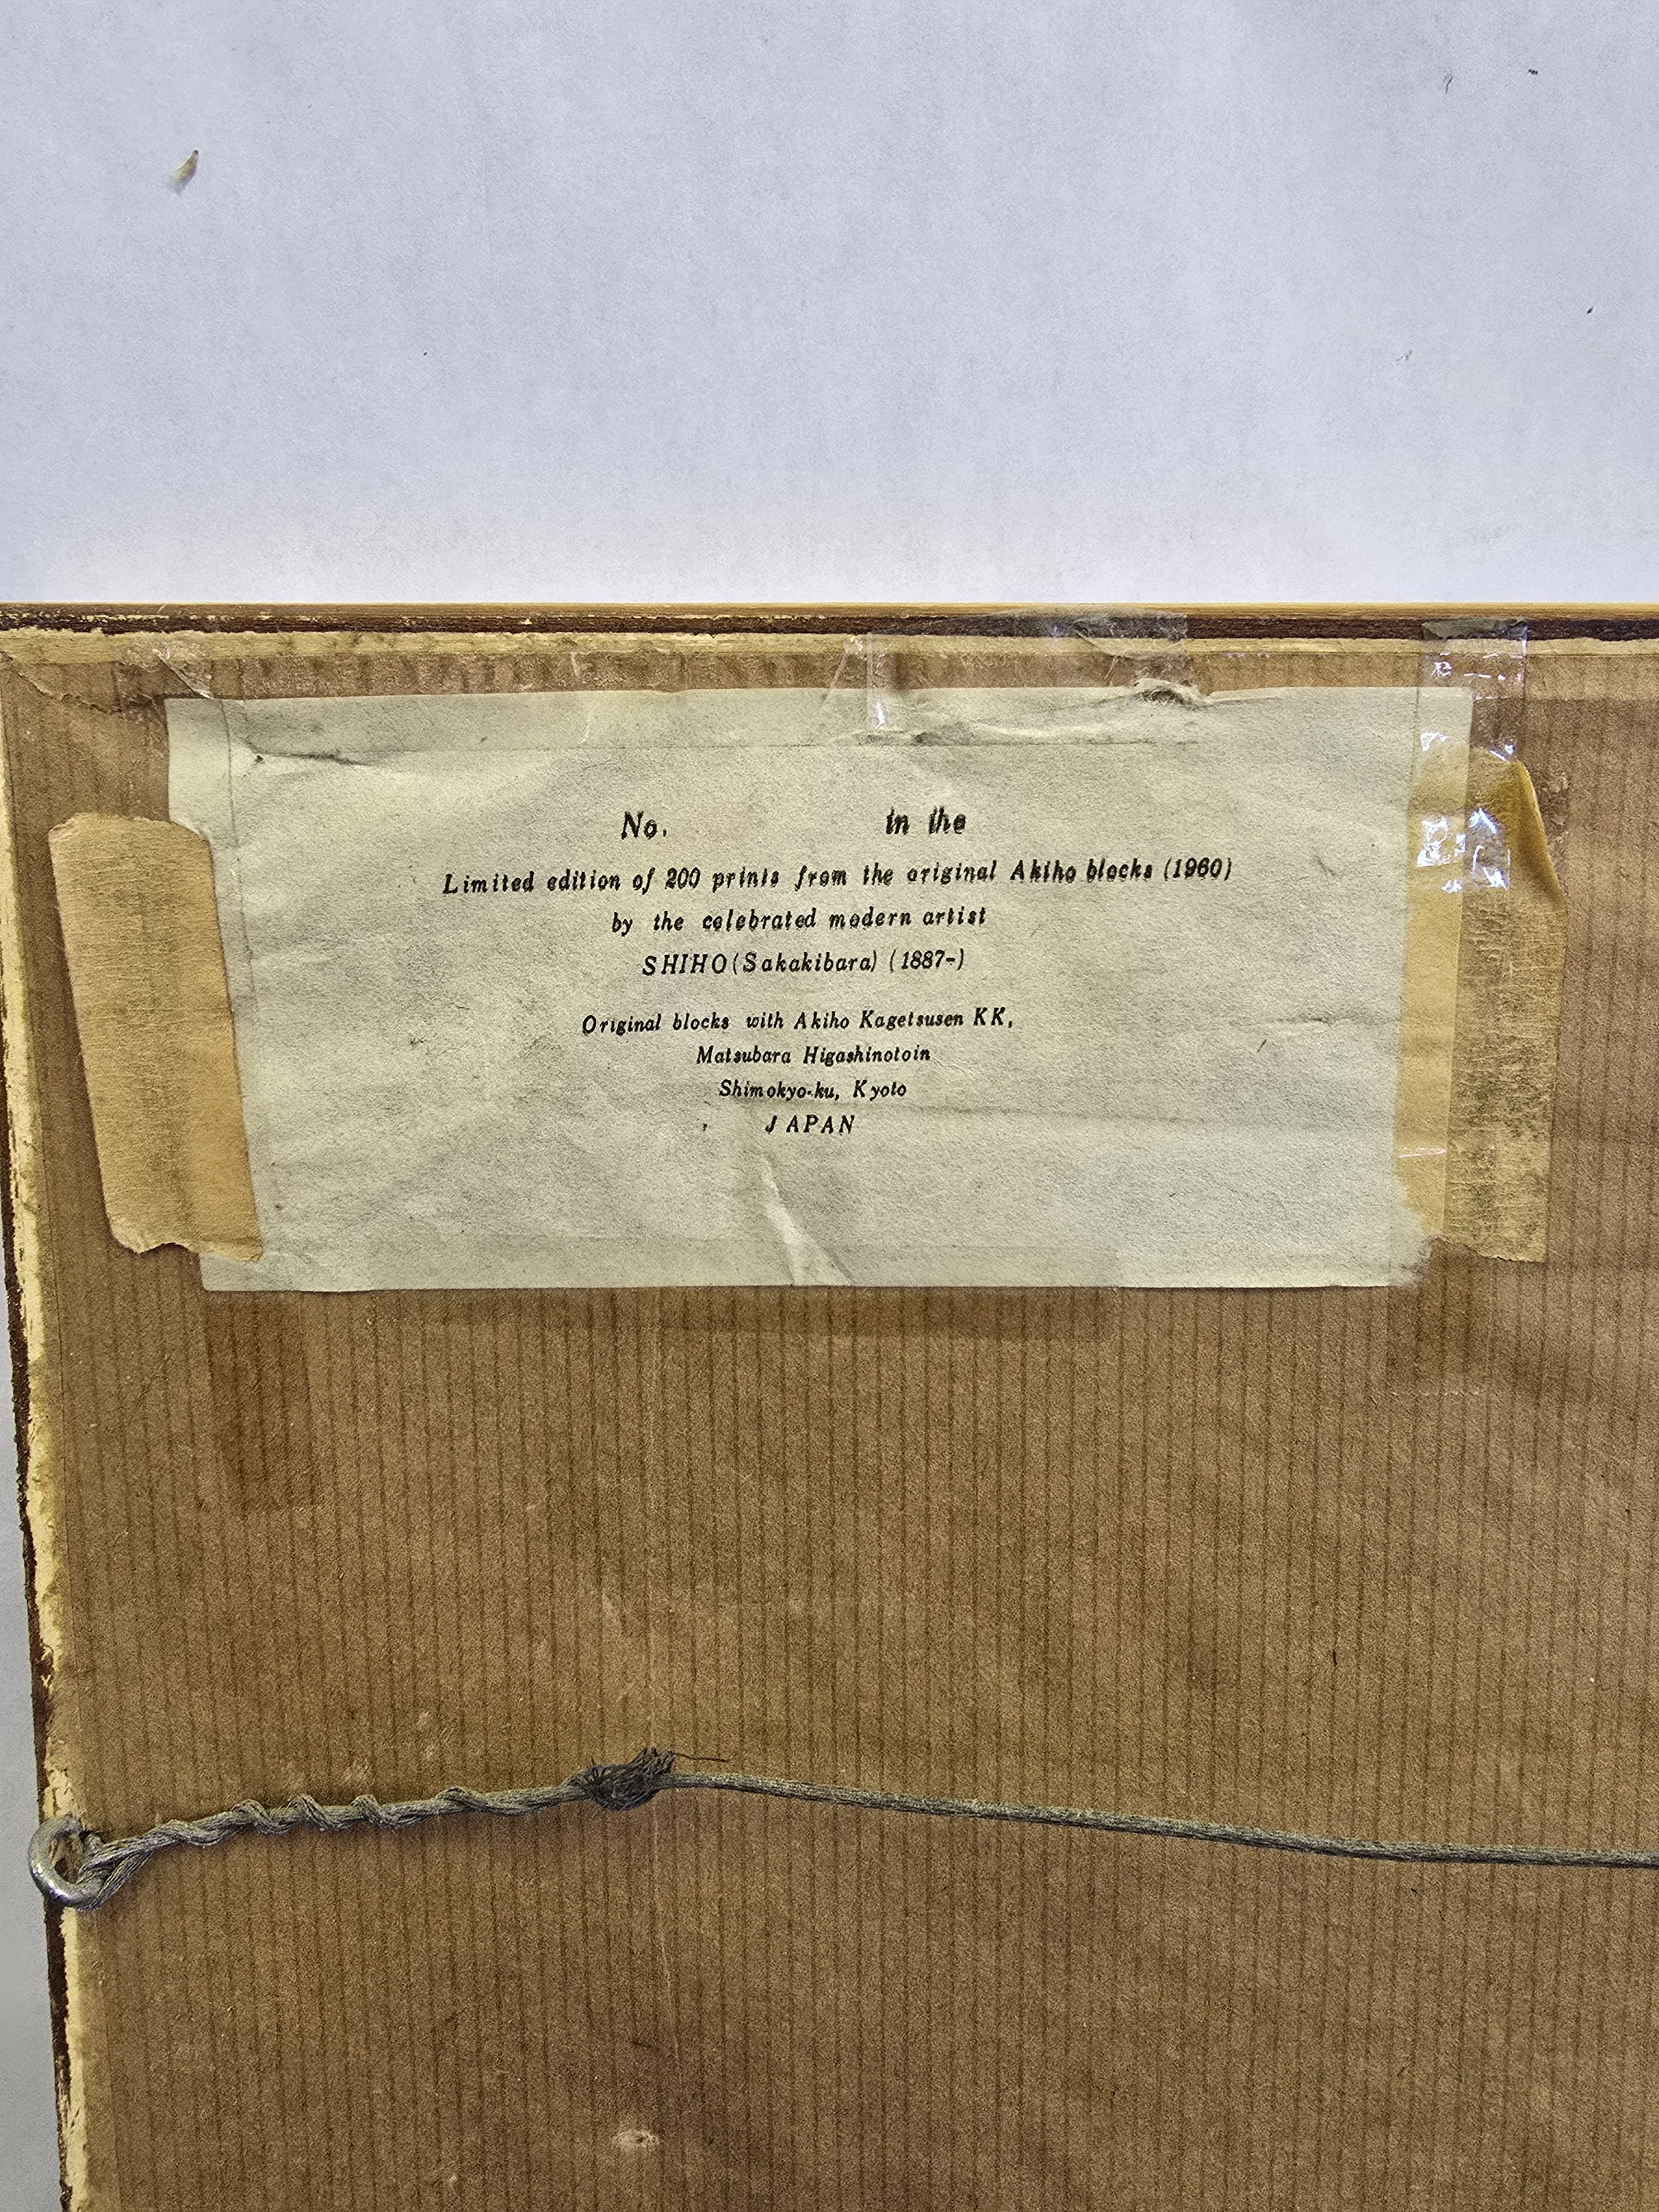 No. in the
Limited edition of 200 prints from the original Akiho blocks (1960)
by the celebrated modern artist
SHIHO (Sakakibara) (1887-)
Original blocks with Akiho Kagetsusen KK,
Matsubara Higashinotoin
Shimokyo-ku, Kyoto
JAPAN